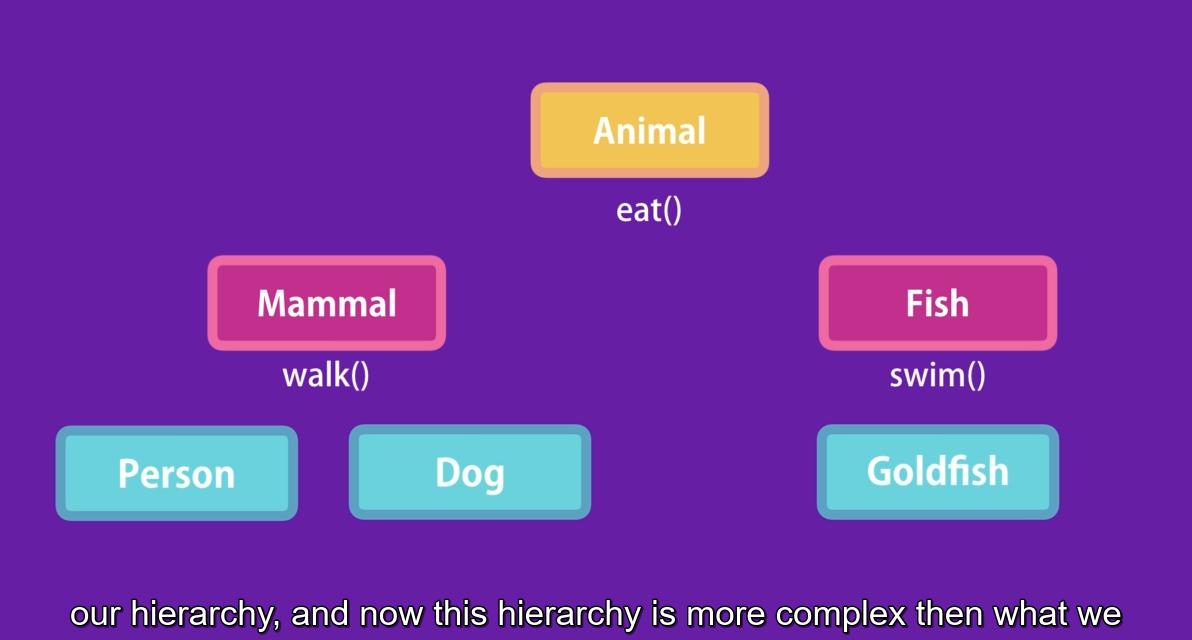 Animal
eat()
Mammal
Fish
walk()
swim()
Person
Dog
Goldfish
our hierarchy, and now this hierarchy is more complex then what we